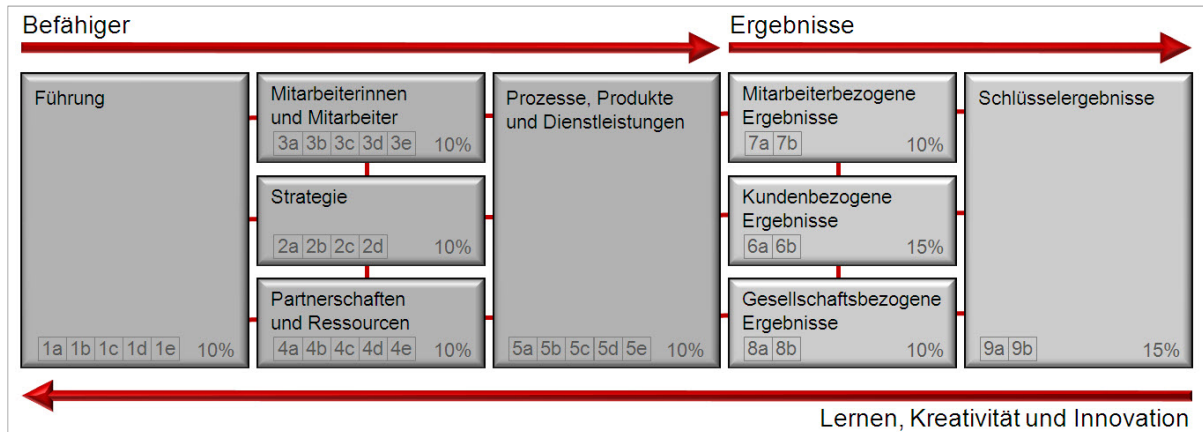 Befähiger
Ergebnisse
Führung
1a 1b 1c 1d 1e 10%
Mitarbeiterinnen
und Mitarbeiter
3a 3b 3c 3d 3e 10%
Strategie
2a 2b 2c 2d 10%
Partnerschaften
und Ressourcen
4a 4b 4c 4d 4e 10%
Prozesse, Produkte
und Dienstleistungen
5a 5b 5c 5d 5e 10%
Mitarbeiterbezogene
Ergebnisse
7a 7b 10%
Kundenbezogene
Ergebnisse
6a 6b 15%
Gesellschaftsbezogene
Ergebnisse
8a 8b 10%
Schlüsselergebnisse
9a 9b 15%
Lernen, Kreativität und Innovation